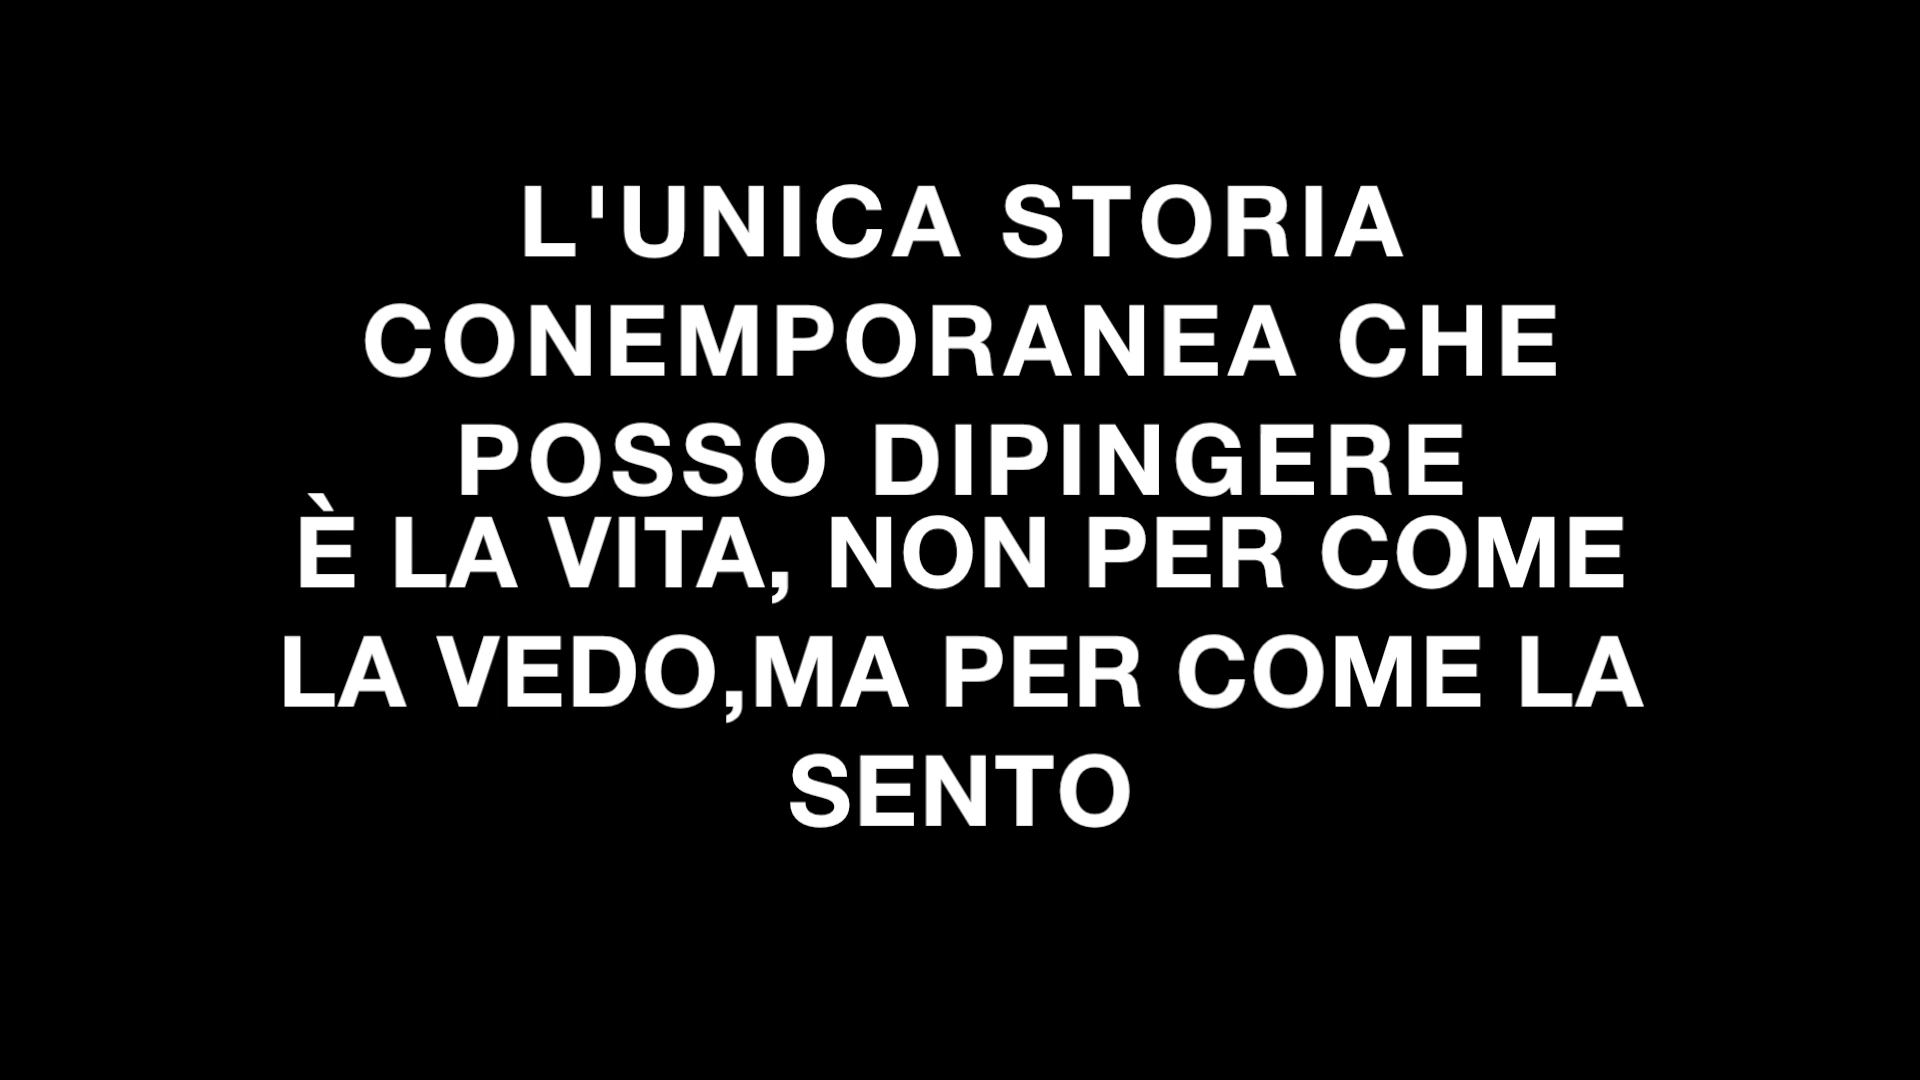 L'UNICA STORIA
CONEMPORANEA CHE
POSSO DIPINGERE
È LA VITA, NON PER COME
LA VEDO,MA PER COME LA
SENTO